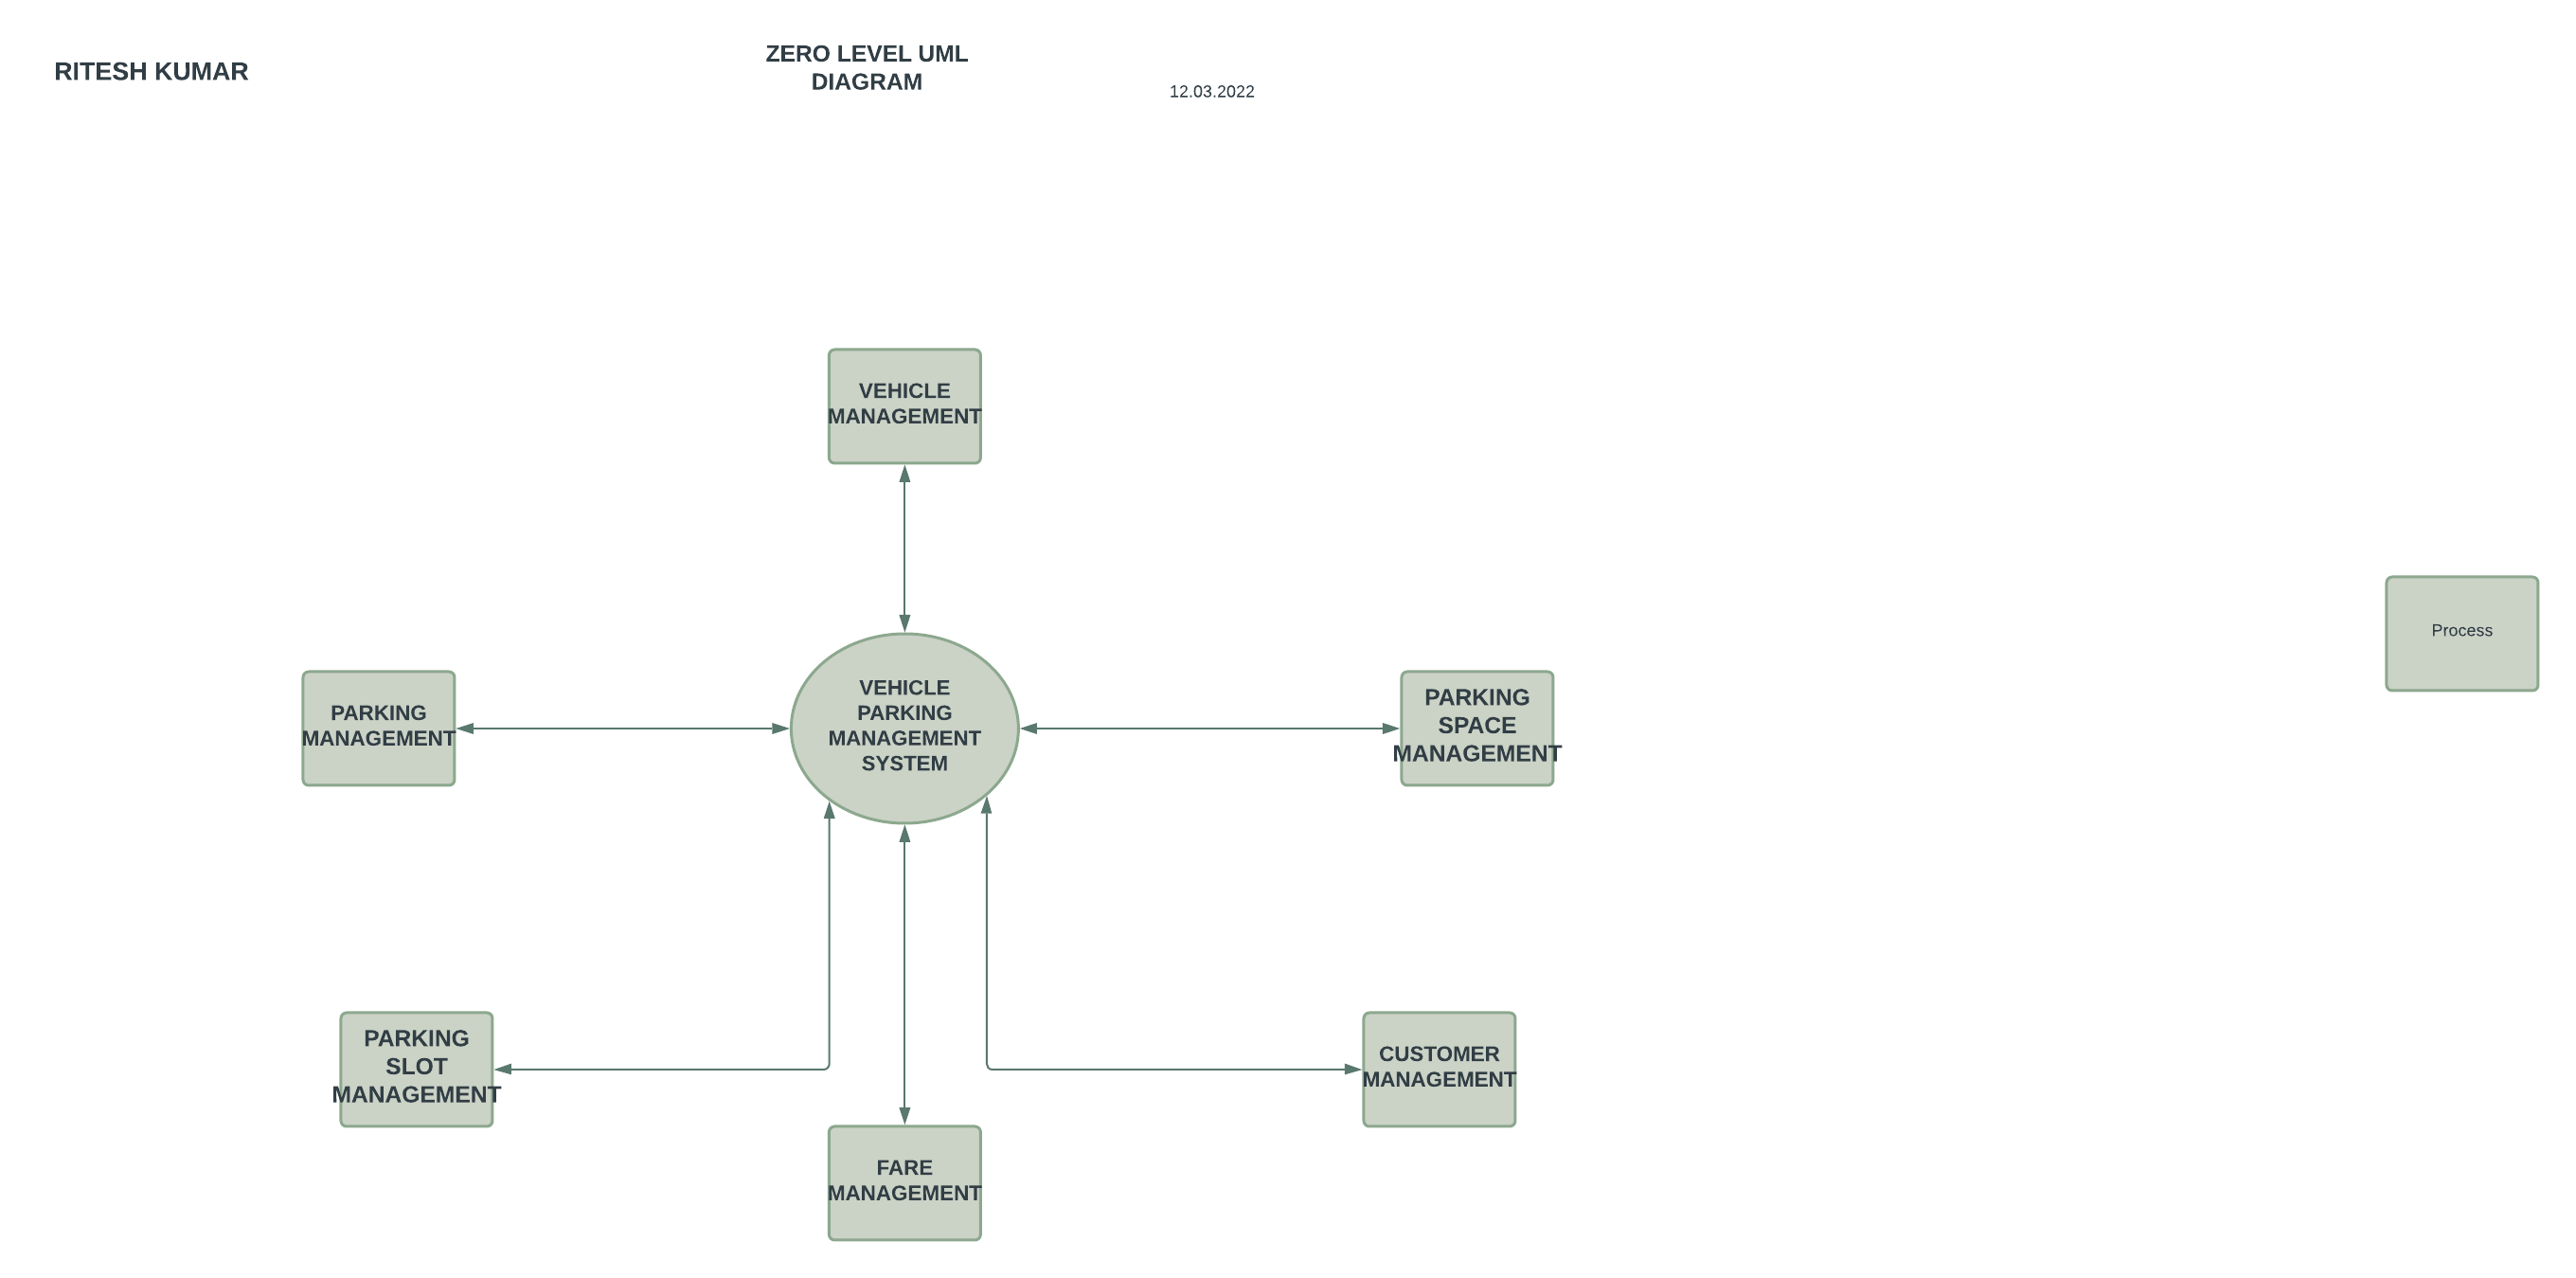 RITESH KUMAR
ZERO LEVEL UML
DIAGRAM
12.03.2022
VEHICLE
MANAGEMENT
PARKING
MANAGEMENT
VEHICLE
PARKING
MANAGEMENT
SYSTEM
PARKING
SPACE
MANAGEMENT
Process
PARKING
SLOT
MANAGEMENT
CUSTOMER
MANAGEMENT
FARE
MANAGEMENT